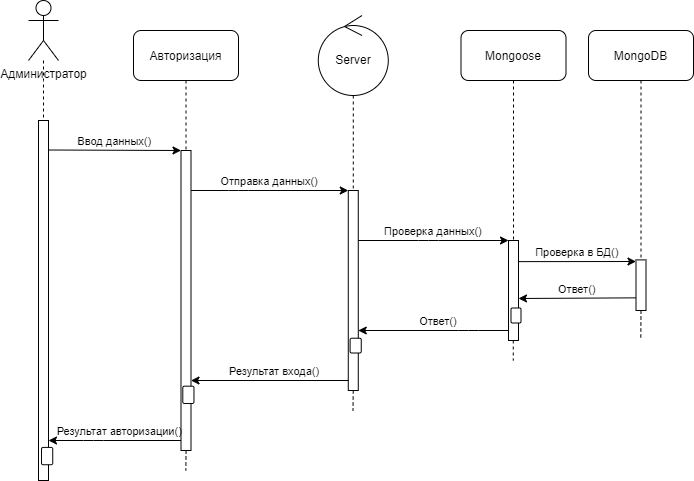 Администратор
Авторизация
Server
Mongoose
MongoDB
Ввод данных()
Отправка данных()
Проверка данных()
Проверка в БД()
Ответ()
Ответ()
Результат входа()
Результат авторизации()